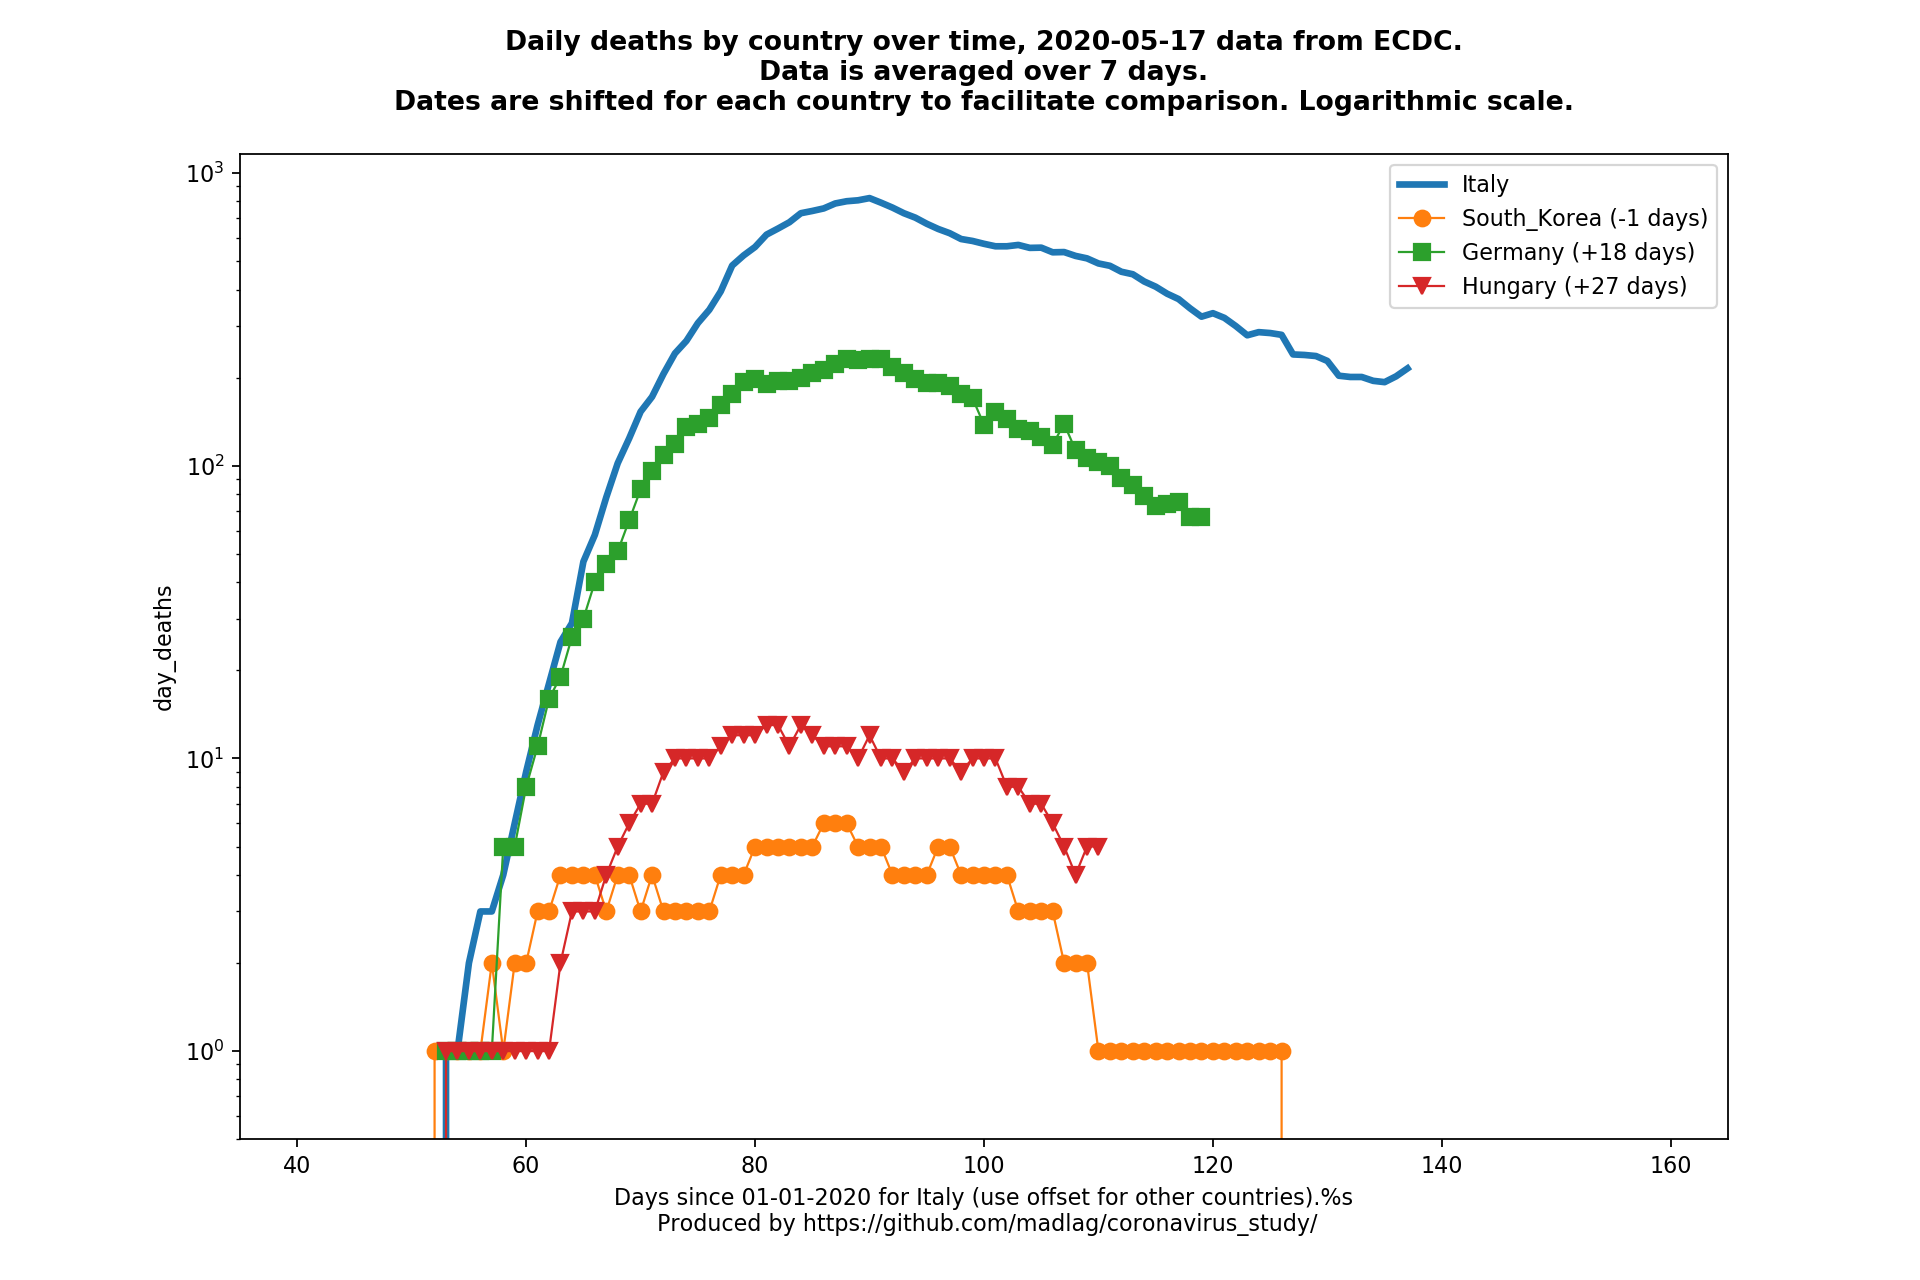 Daily deaths by country over time, 2020-05-17 data from ECDC.
Data is averaged over 7 days.
Dates are shifted for each country to facilitate comparison. Logarithmic scale.
10³
10²
10¹
10⁰
day_deaths
Italy
South_Korea (-1 days)
Germany (+18 days)
Hungary (+27 days)
40 60 80 100 120 140 160
Days since 01-01-2020 for Italy (use offset for other countries).%s
Produced by https://github.com/madlag/coronavirus_study/